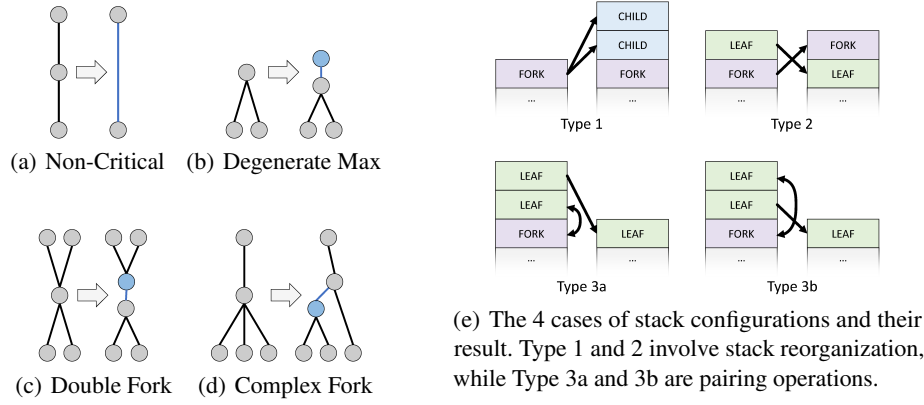 (a) Non-Critical
(b) Degenerate Max
(c) Double Fork
(d) Complex Fork
FORK
CHILD
CHILD
FORK
...
...
Type 1
LEAF
FORK
...
FORK
LEAF
...
Type 2
LEAF
LEAF
FORK
...
LEAF
...
Type 3a
LEAF
LEAF
FORK
...
LEAF
...
Type 3b
(e) The 4 cases of stack configurations and their
result. Type 1 and 2 involve stack reorganization,
while Type 3a and 3b are pairing operations.